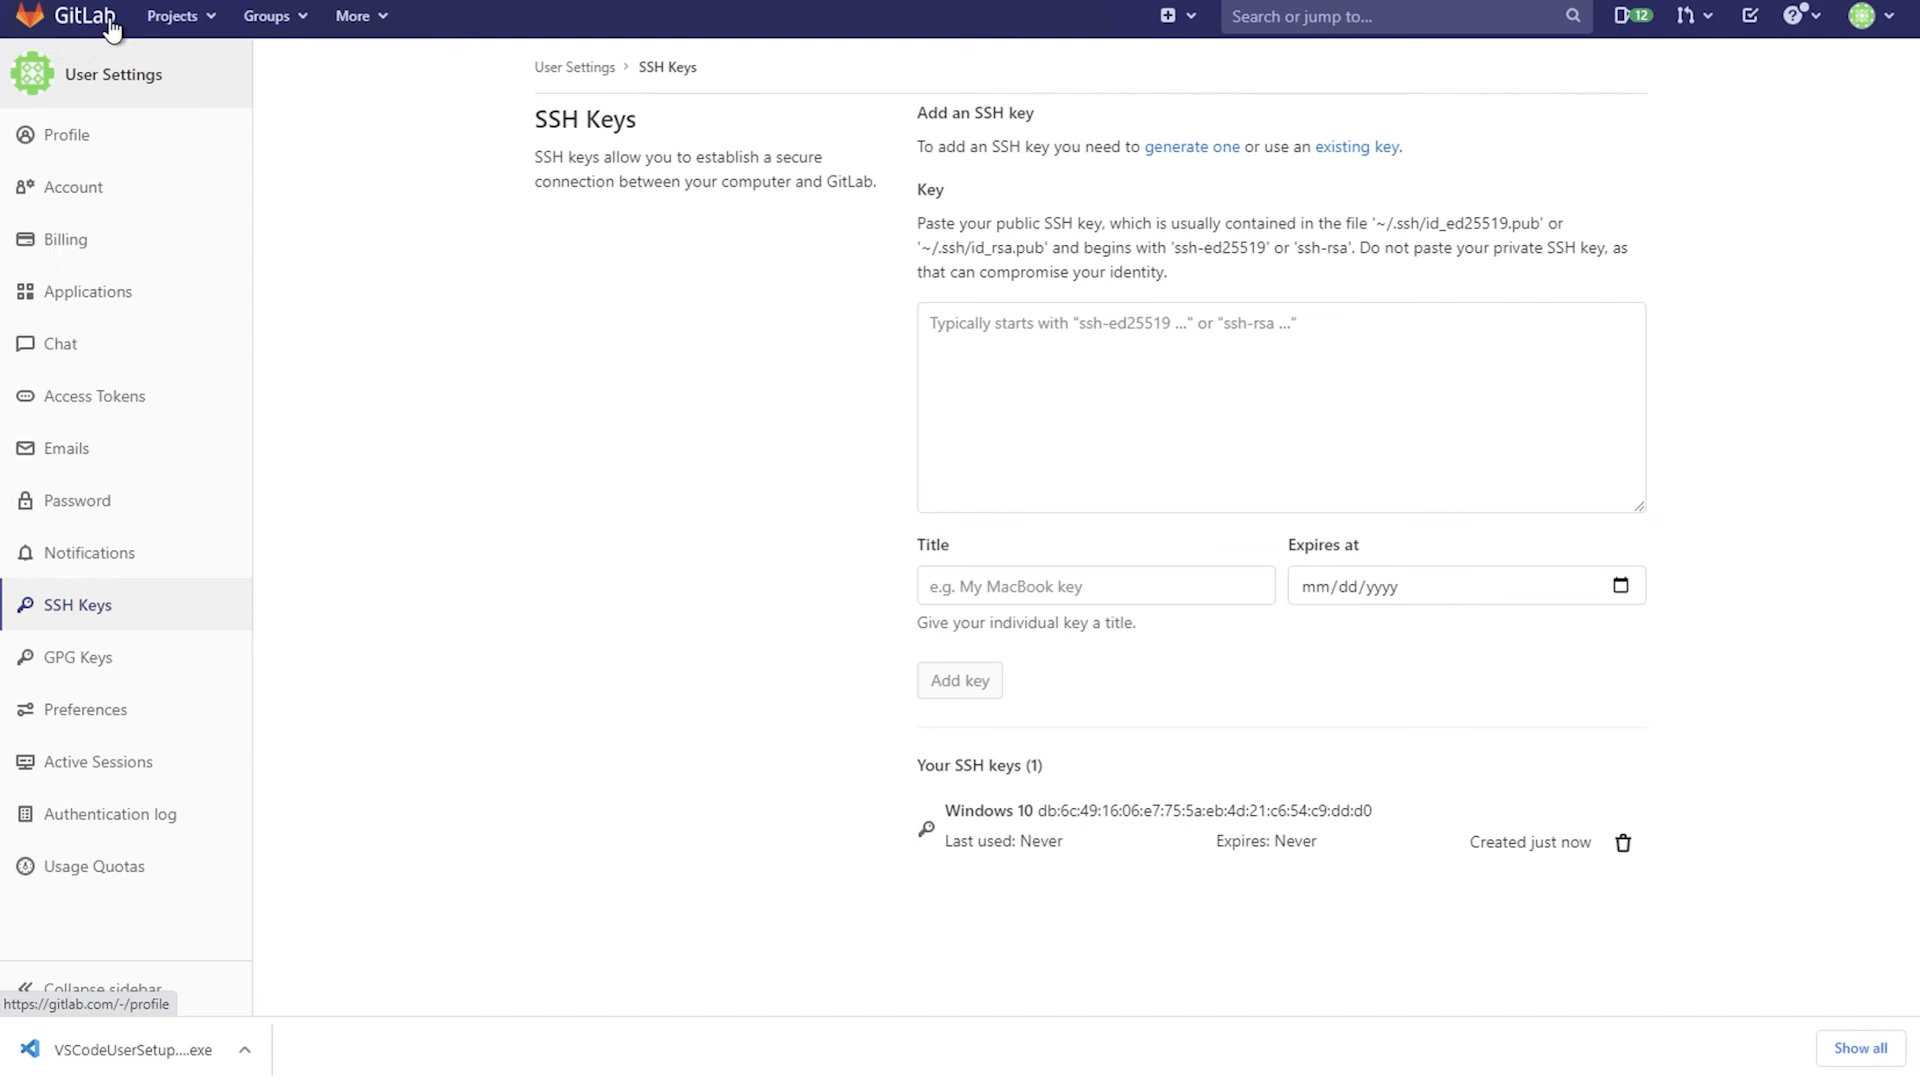 GitLab
Projects
Groups
More
Search or jump to...
12
User Settings
Profile
Account
Billing
Applications
Chat
Access Tokens
Emails
Password
Notifications
SSH Keys
GPG Keys
Preferences
Active Sessions
Authentication log
Usage Quotas
Collapse sidebar
https://gitlab.com/-/profile
User Settings › SSH Keys
SSH Keys
SSH keys allow you to establish a secure
connection between your computer and GitLab.
Add an SSH key
To add an SSH key you need to generate one or use an existing key.
Key
Paste your public SSH key, which is usually contained in the file '~/.ssh/id_ed25519.pub' or
'~/.ssh/id_rsa.pub' and begins with 'ssh-ed25519' or 'ssh-rsa'. Do not paste your private SSH key, as
that can compromise your identity.
Typically starts with "ssh-ed25519 ..." or "ssh-rsa ..."
Title
Expires at
e.g. My MacBook key
mm/dd/yyyy
Give your individual key a title.
Add key
Your SSH keys (1)
Windows 10 db:6c:49:16:06:e7:75:5a:eb:4d:21:c6:54:c9:dd:d0
Last used: Never
Expires: Never
Created just now
VSCodeUserSetup....exe
Show all